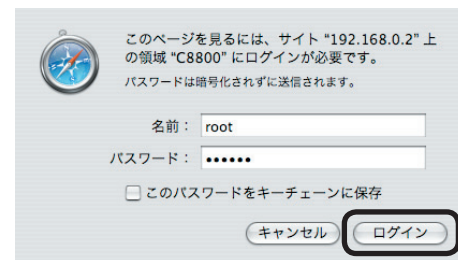 このページを見るには、サイト “192.168.0.2” 上
の領域 “C8800” にログインが必要です。
パスワードは暗号化されずに送信されます。
名前： root
パスワード： ••••••
このパスワードをキーチェーンに保存
キャンセル ログイン